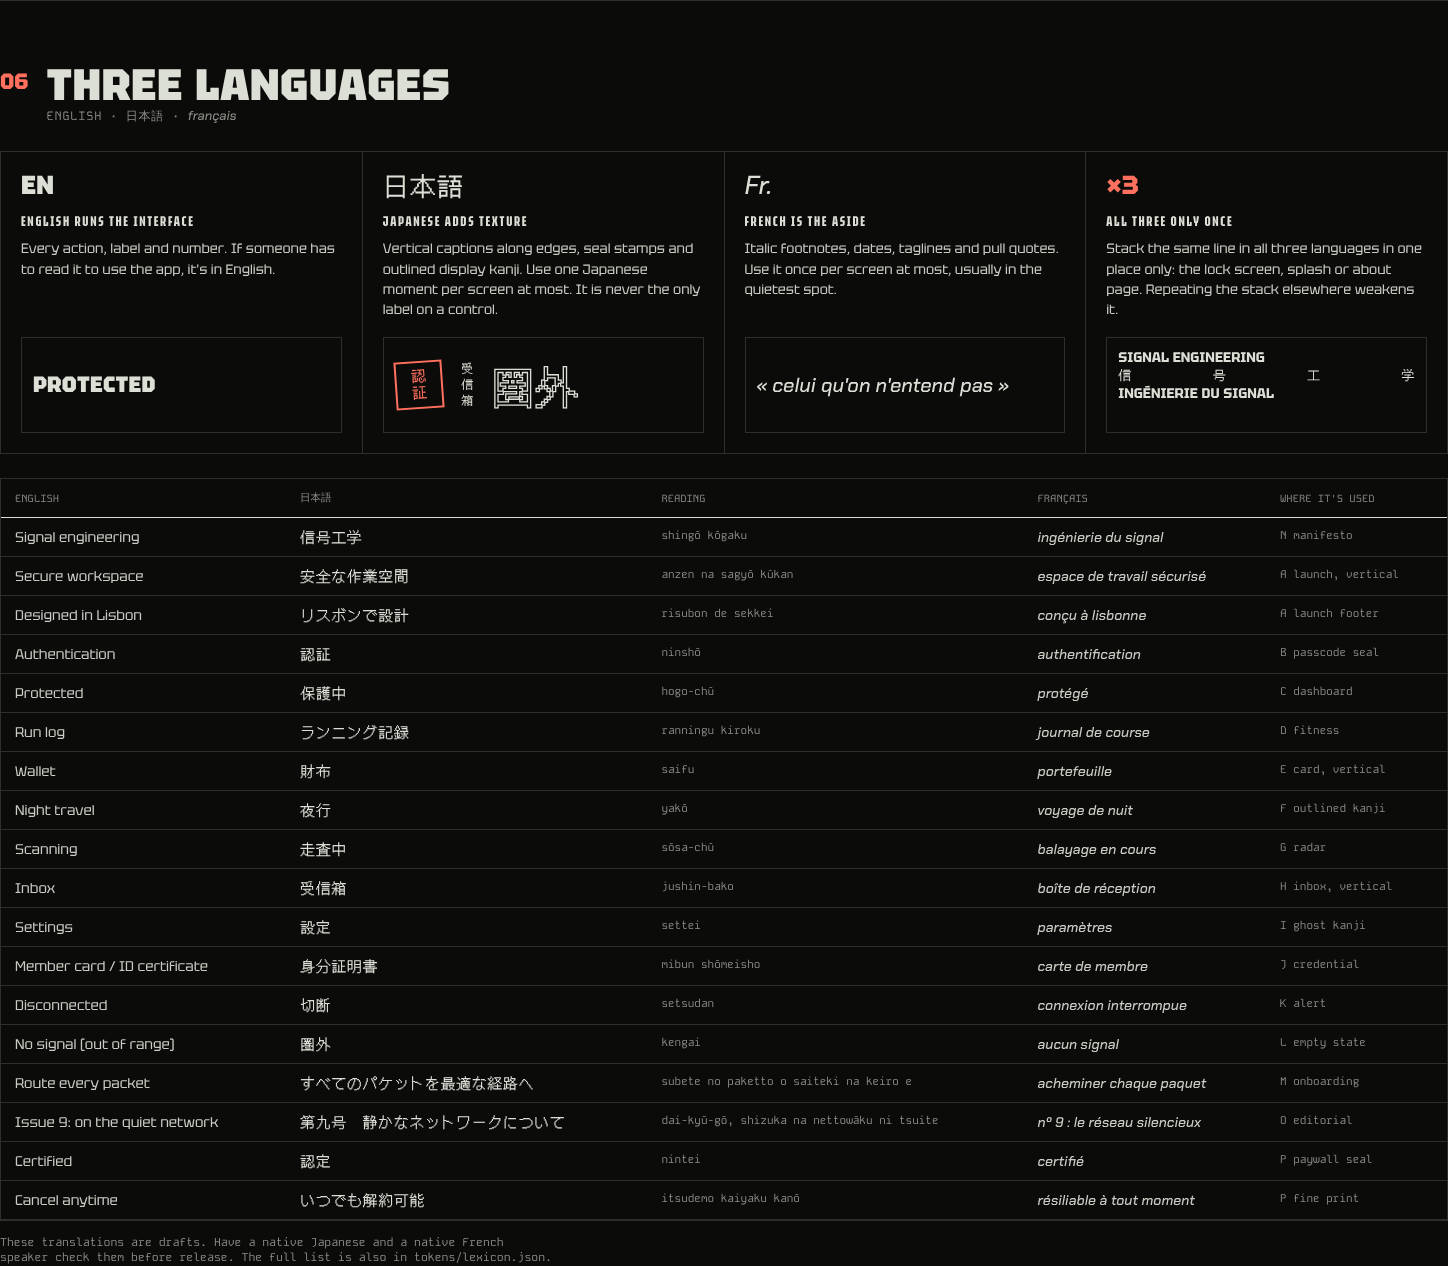 06 THREE LANGUAGES
ENGLISH · 日本語 · français
EN
ENGLISH RUNS THE INTERFACE
Every action, label and number. If someone has
to read it to use the app, it's in English.
PROTECTED
日本語
JAPANESE ADDS TEXTURE
Vertical captions along edges, seal stamps and
outlined display kanji. Use one Japanese
moment per screen at most. It is never the only
label on a control.
認証
受信箱
圏外
Fr.
FRENCH IS THE ASIDE
Italic footnotes, dates, taglines and pull quotes.
Use it once per screen at most, usually in the
quietest spot.
« celui qu'on n'entend pas »
×3
ALL THREE ONLY ONCE
Stack the same line in all three languages in one
place only: the lock screen, splash or about
page. Repeating the stack elsewhere weakens
it.
SIGNAL ENGINEERING
信 号 工 学
INGÉNIERIE DU SIGNAL
ENGLISH 日本語 READING FRANÇAIS WHERE IT'S USED
Signal engineering 信号工学 shingō kōgaku ingénierie du signal N manifesto
Secure workspace 安全な作業空間 anzen na sagyō kūkan espace de travail sécurisé A launch, vertical
Designed in Lisbon リスボンで設計 risubon de sekkei conçu à lisbonne A launch footer
Authentication 認証 ninshō authentification B passcode seal
Protected 保護中 hogo-chū protégé C dashboard
Run log ランニング記録 ranningu kiroku journal de course D fitness
Wallet 財布 saifu portefeuille E card, vertical
Night travel 夜行 yakō voyage de nuit F outlined kanji
Scanning 走査中 sōsa-chū balayage en cours G radar
Inbox 受信箱 jushin-bako boîte de réception H inbox, vertical
Settings 設定 settei paramètres I ghost kanji
Member card / ID certificate 身分証明書 mibun shōmeisho carte de membre J credential
Disconnected 切断 setsudan connexion interrompue K alert
No signal (out of range) 圏外 kengai aucun signal L empty state
Route every packet すべてのパケットを最適な経路へ subete no paketto o saiteki na keiro e acheminer chaque paquet M onboarding
Issue 9: on the quiet network 第九号　静かなネットワークについて dai-kyū-gō, shizuka na nettowāku ni tsuite nº 9 : le réseau silencieux O editorial
Certified 認定 nintei certifié P paywall seal
Cancel anytime いつでも解約可能 itsudemo kaiyaku kanō résiliable à tout moment P fine print
These translations are drafts. Have a native Japanese and a native French
speaker check them before release. The full list is also in tokens/lexicon.json.